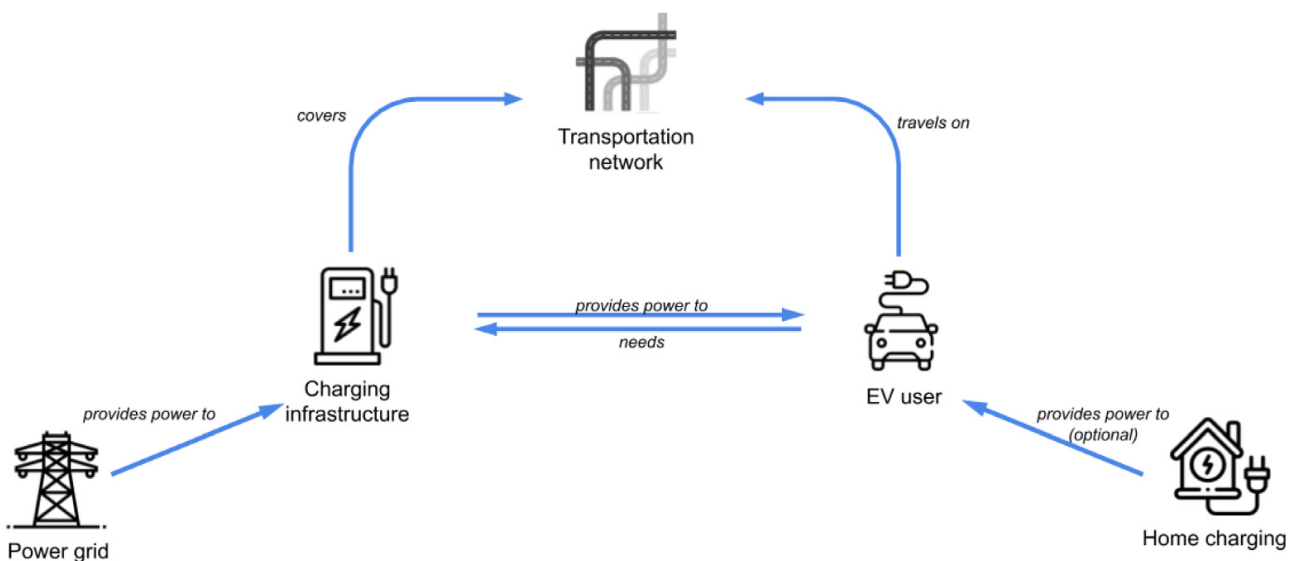 Transportation
network
covers
travels on
provides power to
needs
Charging
infrastructure
EV user
provides power to
provides power to
(optional)
Power grid
Home charging